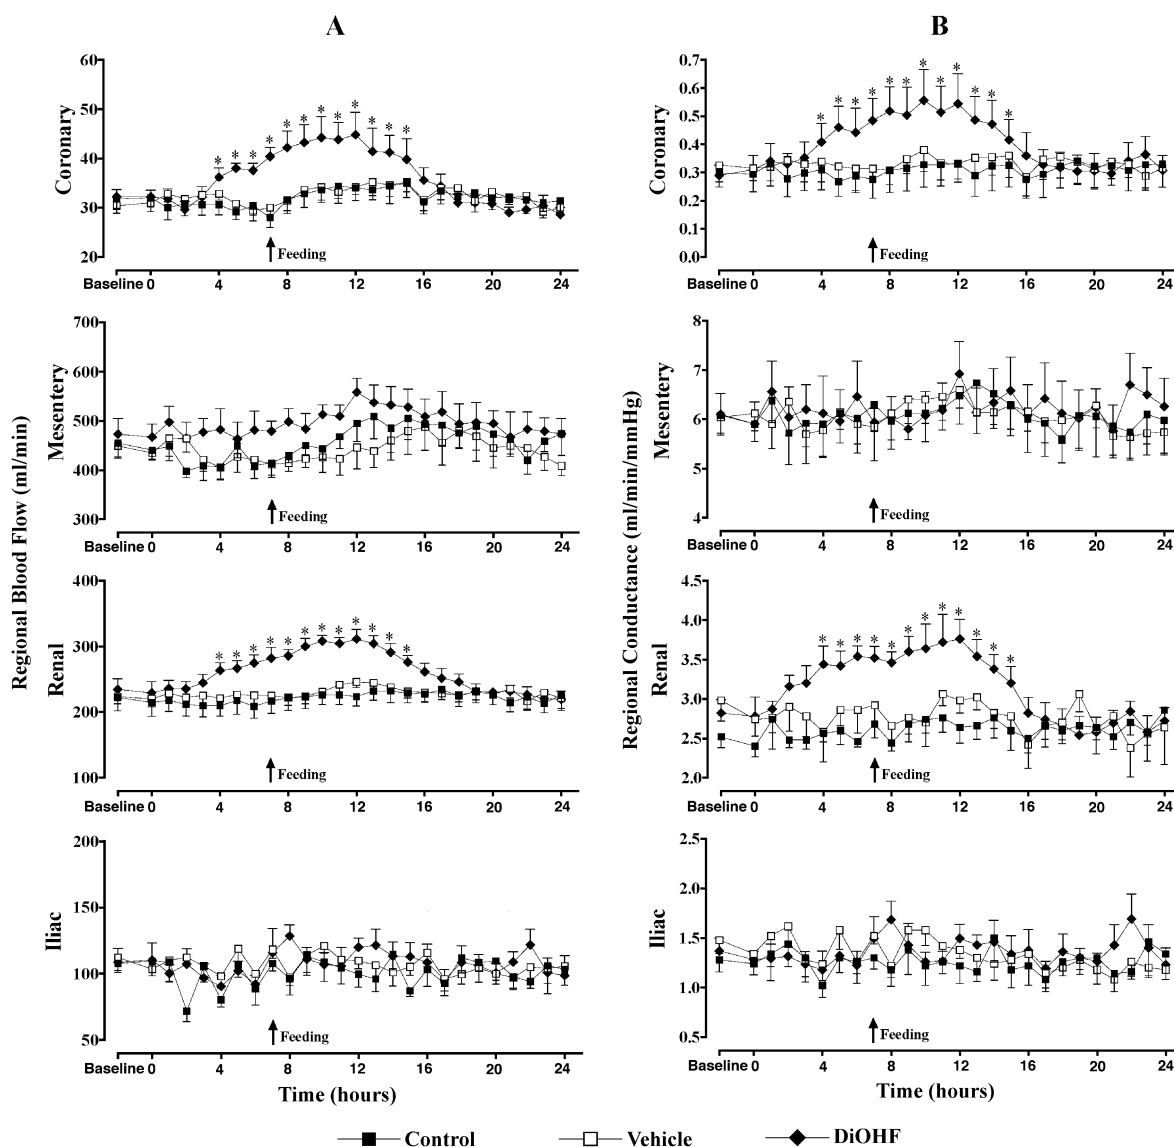 A
B
Regional Blood Flow (ml/min)
Regional Conductance (ml/min/mmHg)
Coronary
60
50
40
30
20
* * * * * * * * * * * *
Feeding
Baseline 0 4 8 12 16 20 24
Coronary
0.7
0.6
0.5
0.4
0.3
0.2
0.1
0.0
* * * * * * * * * * * *
Feeding
Baseline 0 4 8 12 16 20 24
Mesentery
700
600
500
400
300
Feeding
Baseline 0 4 8 12 16 20 24
Mesentery
8
7
6
5
4
Feeding
Baseline 0 4 8 12 16 20 24
Renal
400
300
200
100
* * * * * * * * * * * *
Feeding
Baseline 0 4 8 12 16 20 24
Renal
4.5
4.0
3.5
3.0
2.5
2.0
* * * * * * * * * * * *
Feeding
Baseline 0 4 8 12 16 20 24
Iliac
200
150
100
50
Feeding
Baseline 0 4 8 12 16 20 24
Time (hours)
Iliac
2.5
2.0
1.5
1.0
0.5
Feeding
Baseline 0 4 8 12 16 20 24
Time (hours)
Control Vehicle DiOHF